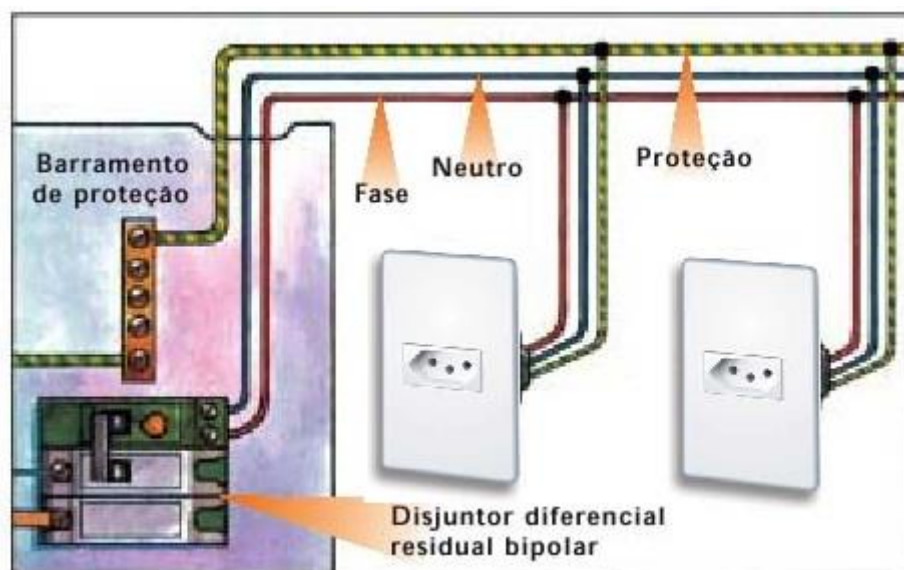 Barramento
de proteção
Fase
Neutro
Proteção
Disjuntor diferencial
residual bipolar